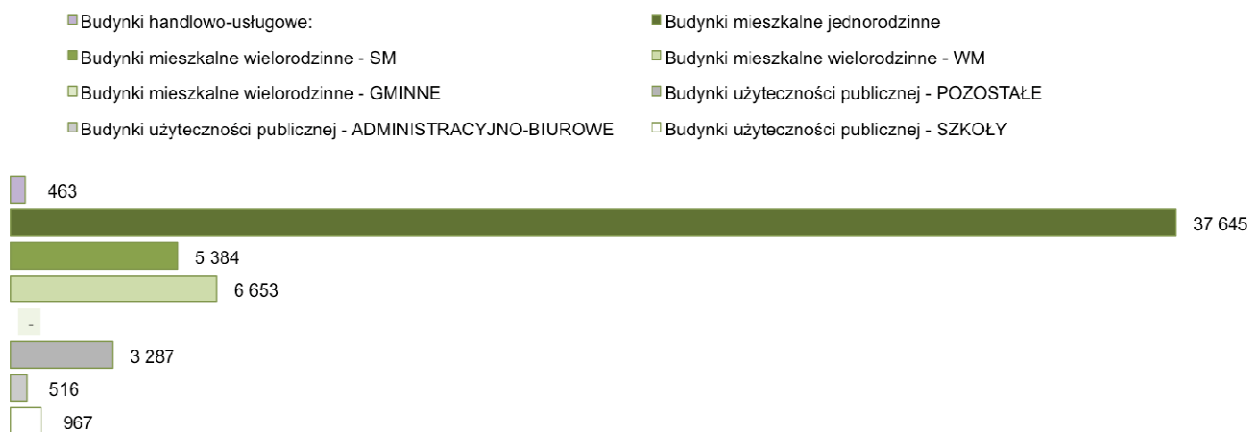 Budynki handlowo-usługowe:
Budynki mieszkalne jednorodzinne
Budynki mieszkalne wielorodzinne - SM
Budynki mieszkalne wielorodzinne - WM
Budynki mieszkalne wielorodzinne - GMINNE
Budynki użyteczności publicznej - POZOSTAŁE
Budynki użyteczności publicznej - ADMINISTRACYJNO-BIUROWE
Budynki użyteczności publicznej - SZKOŁY
463
37 645
5 384
6 653
-
3 287
516
967